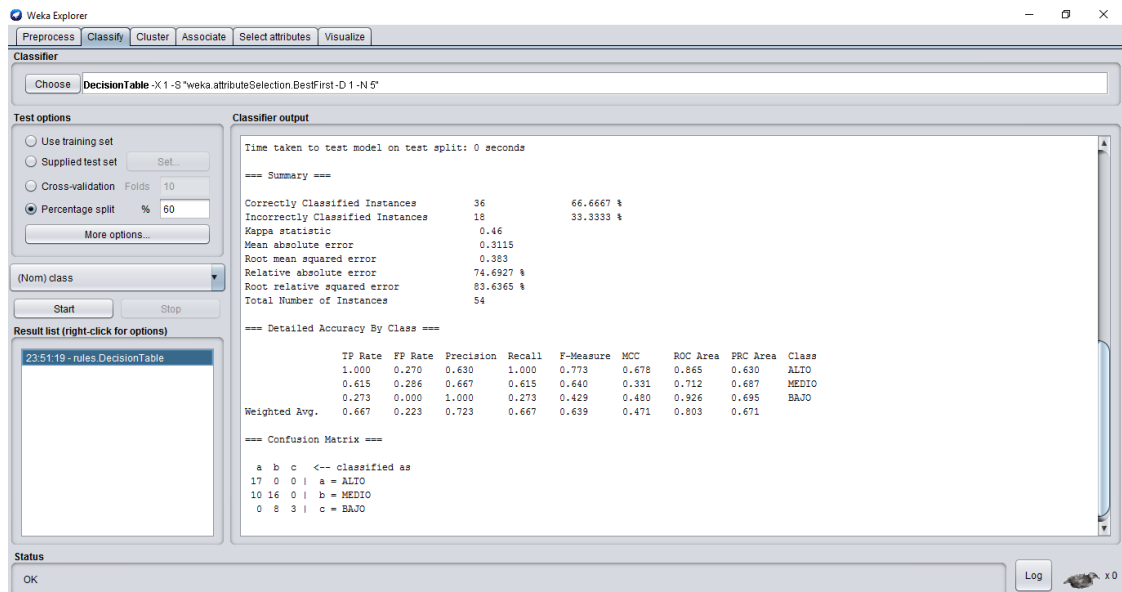 Weka Explorer
Preprocess Classify Cluster Associate Select attributes Visualize
Classifier
Choose DecisionTable -X 1 -S "weka.attributeSelection.BestFirst -D 1 -N 5"
Test options
Use training set
Supplied test set Set...
Cross-validation Folds 10
Percentage split % 60
More options...
(Nom) class
Start Stop
Result list (right-click for options)
23:51:19 - rules.DecisionTable
Classifier output
Time taken to test model on test split: 0 seconds
=== Summary ===
Correctly Classified Instances 36 66.6667 %
Incorrectly Classified Instances 18 33.3333 %
Kappa statistic 0.46
Mean absolute error 0.3115
Root mean squared error 0.383
Relative absolute error 74.6927 %
Root relative squared error 83.6365 %
Total Number of Instances 54
=== Detailed Accuracy By Class ===
TP Rate FP Rate Precision Recall F-Measure MCC ROC Area PRC Area Class
1.000 0.270 0.630 1.000 0.773 0.678 0.865 0.630 ALTO
0.615 0.286 0.667 0.615 0.640 0.331 0.712 0.687 MEDIO
0.273 0.000 1.000 0.273 0.429 0.480 0.926 0.695 BAJO
Weighted Avg. 0.667 0.223 0.723 0.667 0.639 0.471 0.803 0.671
=== Confusion Matrix ===
a b c <-- classified as
17 0 0 | a = ALTO
10 16 0 | b = MEDIO
0 8 3 | c = BAJO
Status
OK
Log x 0